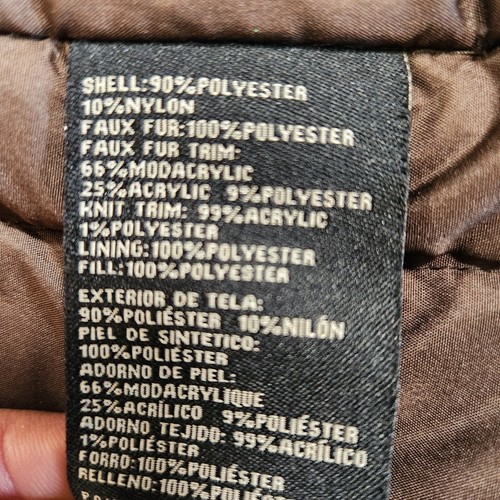 SHELL:90%POLYESTER
10%NYLON
FAUX FUR:100%POLYESTER
FAUX FUR TRIM:
66%MODACRYLIC
25%ACRYLIC 9%POLYESTER
KNIT TRIM: 99%ACRYLIC
1%POLYESTER
LINING:100%POLYESTER
FILL:100%POLYESTER
EXTERIOR DE TELA:
90%POLIÉSTER 10%NILÓN
PIEL DE SINTETICO:
100%POLIÉSTER
ADORNO DE PIEL:
66%MODACRYLIQUE
25%ACRÍLICO 9%POLIÉSTER
ADORNO TEJIDO: 99%ACRÍLICO
1%POLIÉSTER
FORRO:100%POLIÉSTER
RELLENO:100%POLIÉSTER